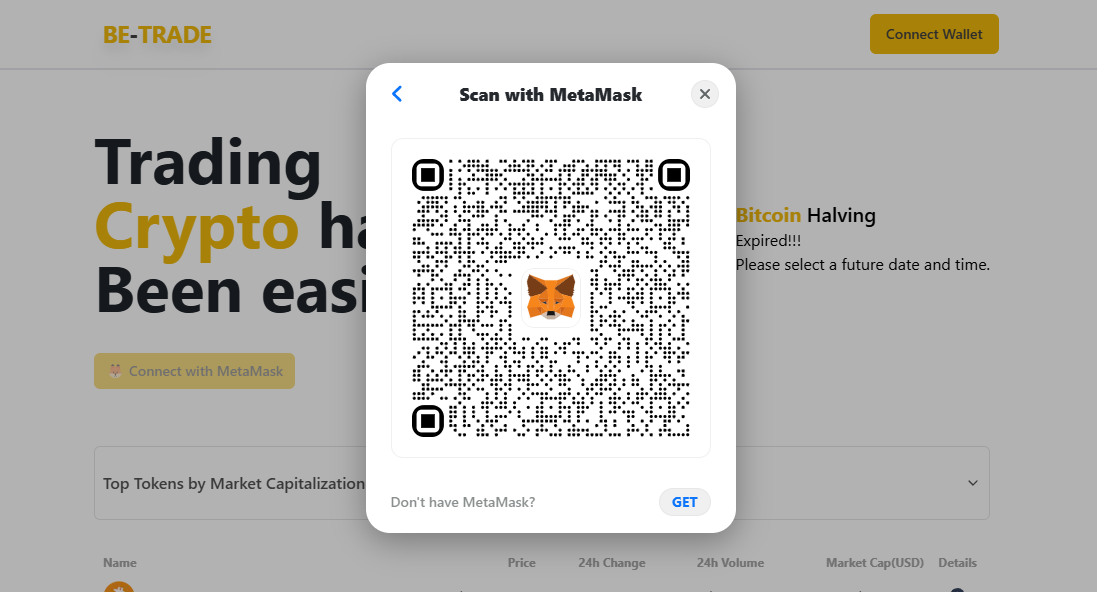 BE-TRADE
Connect Wallet
Scan with MetaMask
Trading
Crypto ha
Been easi
Bitcoin Halving
Expired!!!
Please select a future date and time.
Connect with MetaMask
Top Tokens by Market Capitalization
Don't have MetaMask?
GET
Name Price 24h Change 24h Volume Market Cap(USD) Details